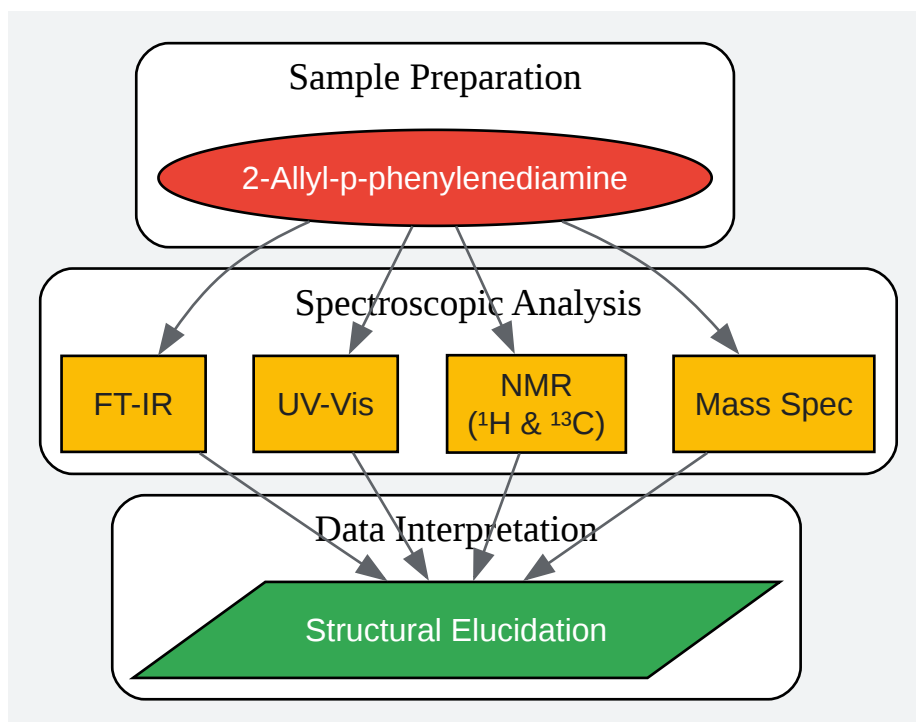 Sample Preparation
2-Allyl-p-phenylenediamine
Spectroscopic Analysis
FT-IR
UV-Vis
NMR
(¹H & ¹³C)
Mass Spec
Data Interpretation
Structural Elucidation